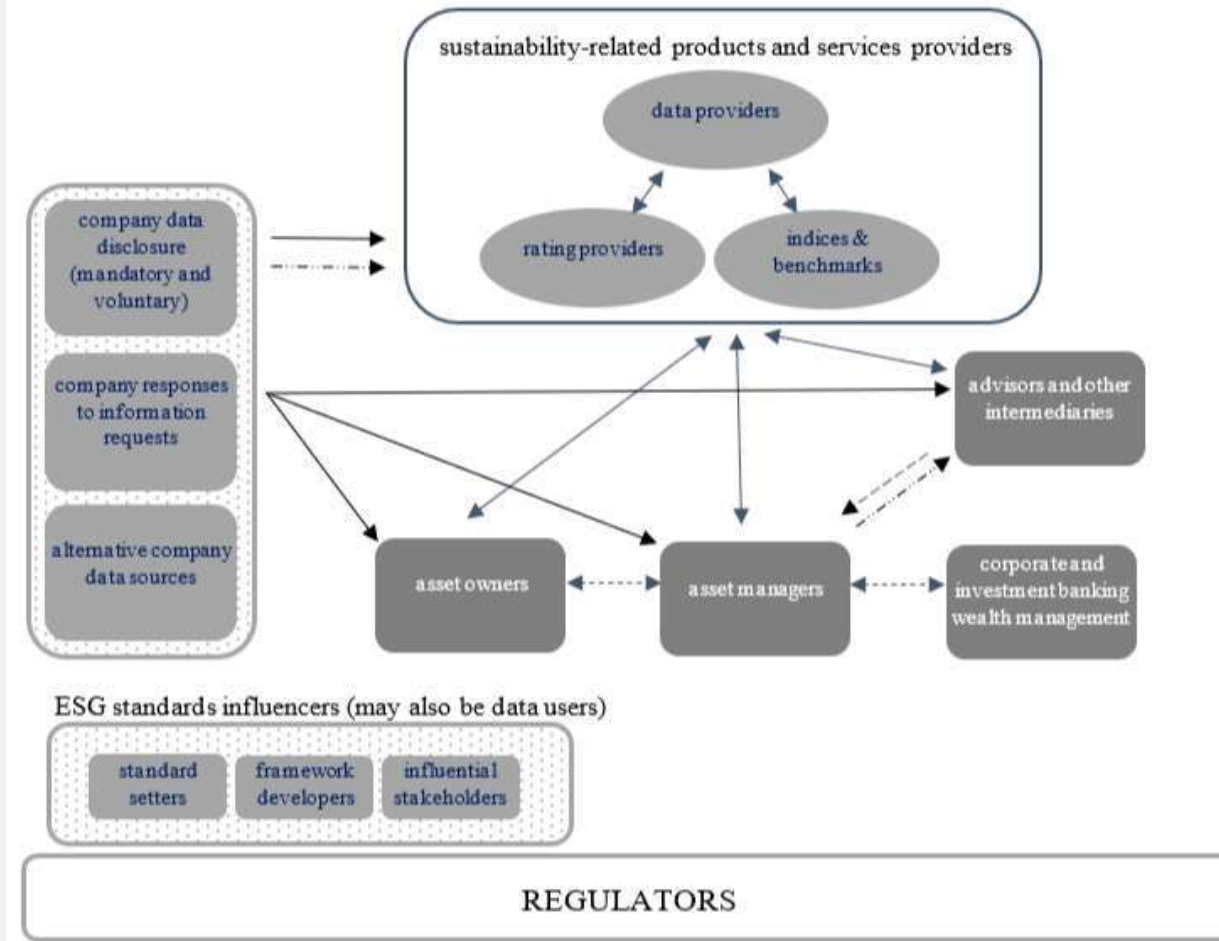 sustainability-related products and services providers
data providers
rating providers
indices &
benchmarks
company data
disclosure
(mandatory and
voluntary)
company responses
to information
requests
alternative company
data sources
advisors and other
intermediaries
asset owners
asset managers
corporate and
investment banking
wealth management
ESG standards influencers (may also be data users)
standard
setters
framework
developers
influential
stakeholders
REGULATORS